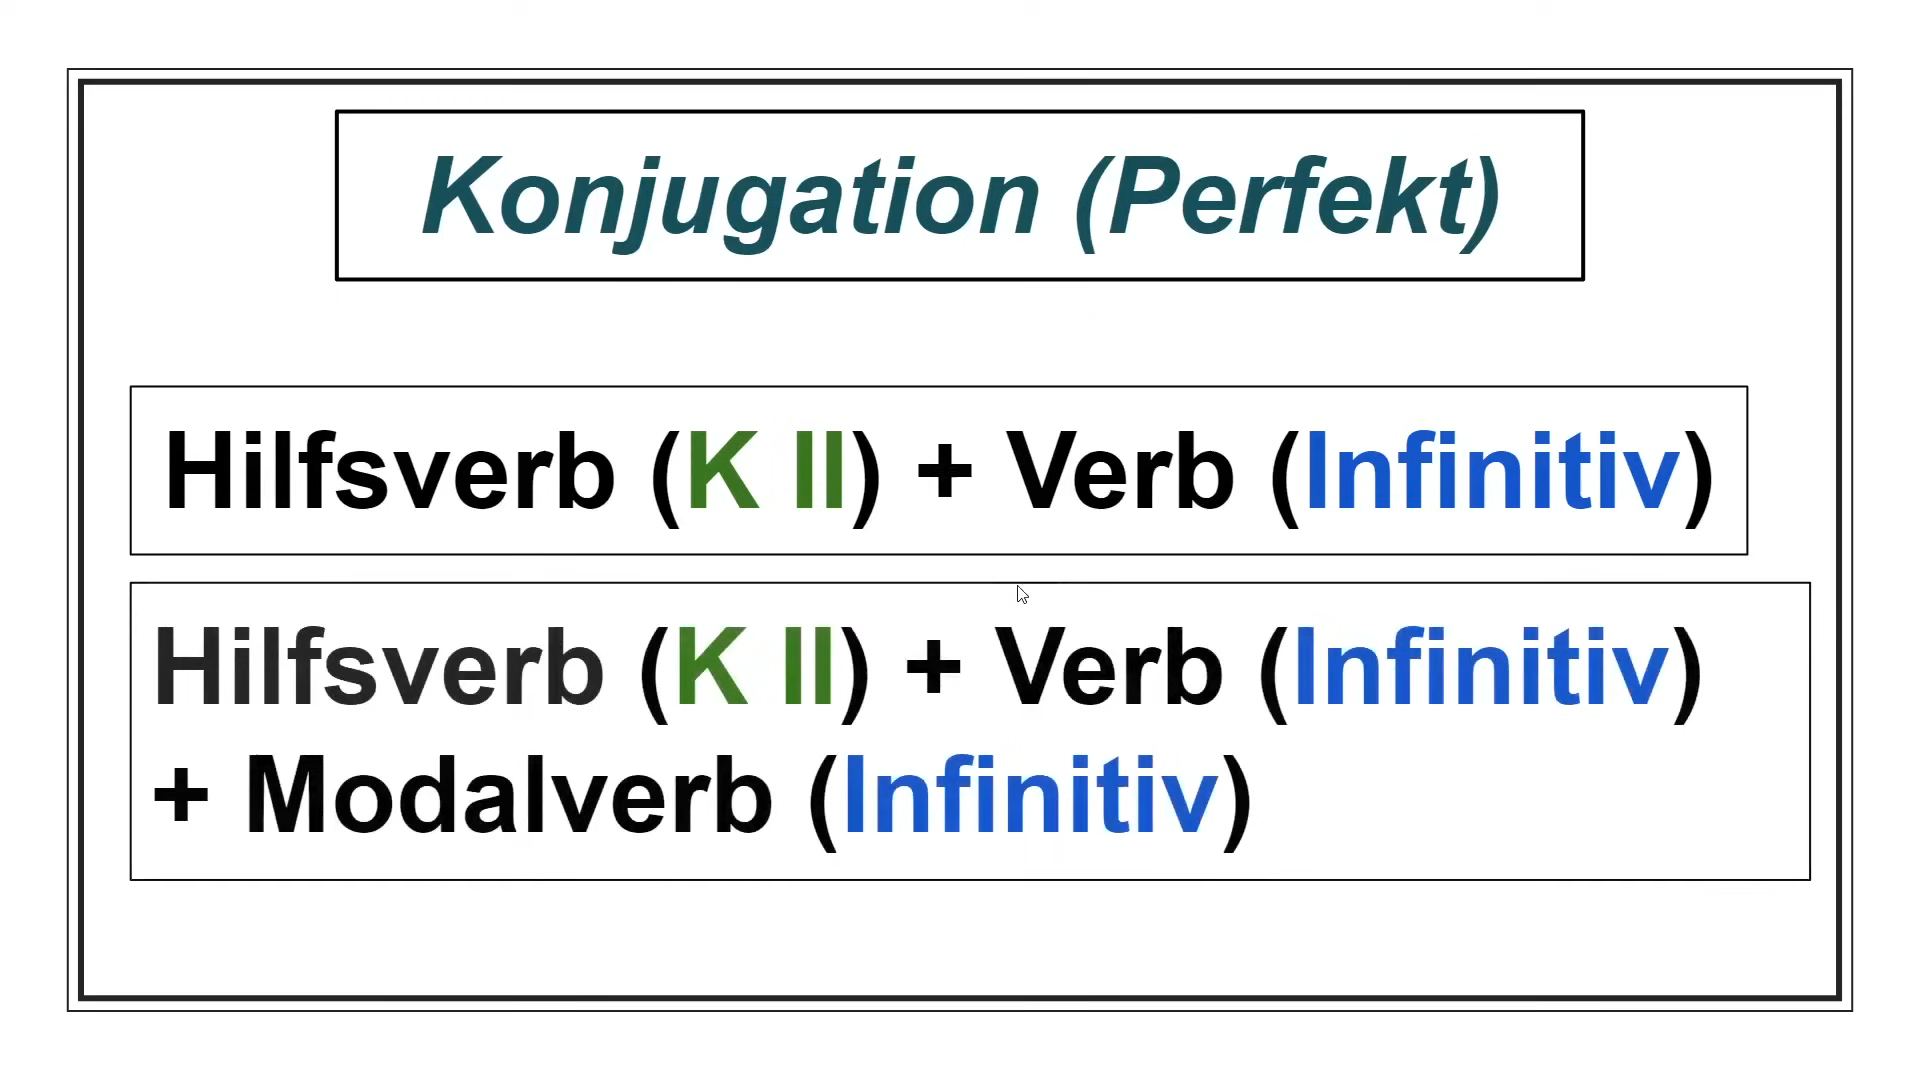 Konjugation (Perfekt)
Hilfsverb (K II) + Verb (Infinitiv)
Hilfsverb (K II) + Verb (Infinitiv)
+ Modalverb (Infinitiv)